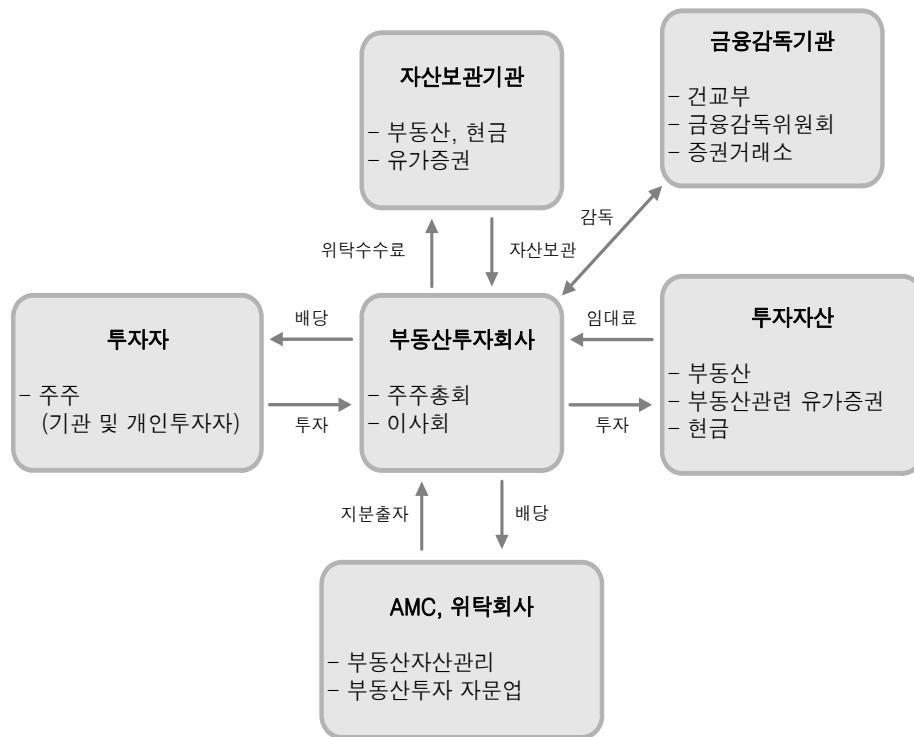 금융감독기관
- 건교부
- 금융감독위원회
- 증권거래소
자산보관기관
- 부동산, 현금
- 유가증권
감독
위탁수수료
자산보관
투자자
- 주주
(기관 및 개인투자자)
배당
투자
부동산투자회사
- 주주총회
- 이사회
임대료
투자
투자자산
- 부동산
- 부동산관련 유가증권
- 현금
지분출자
배당
AMC, 위탁회사
- 부동산자산관리
- 부동산투자 자문업